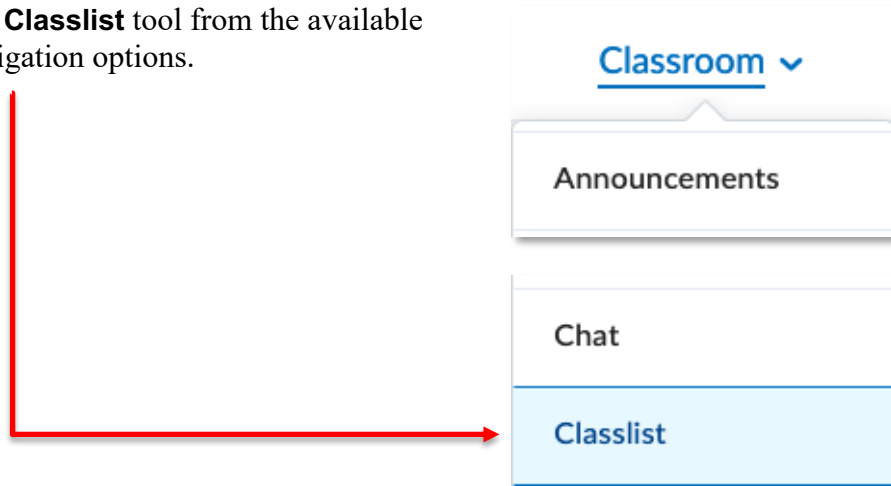 Classlist tool from the available
igation options.
Classroom
Announcements
Chat
Classlist